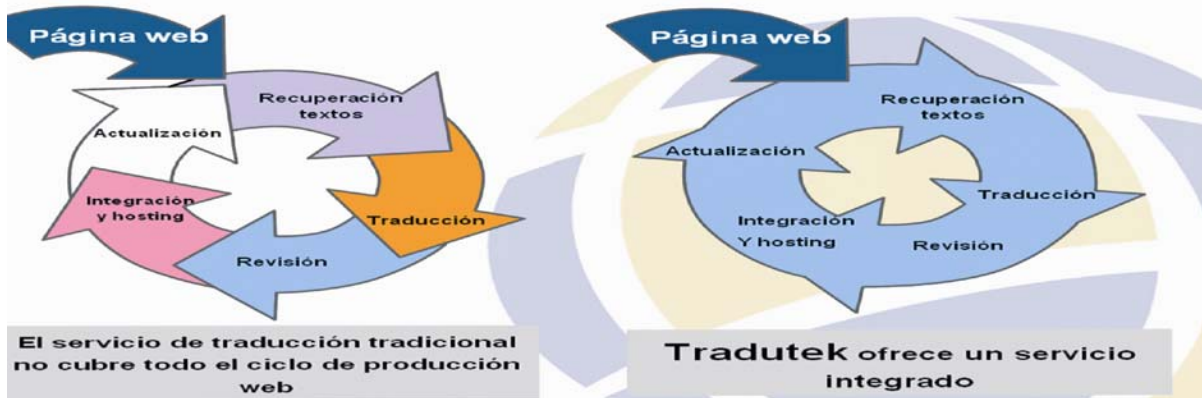 Página web
Recuperación
textos
Actualización
Traducción
Integración
y hosting
Revisión
El servicio de traducción tradicional
no cubre todo el ciclo de producción
web
Página web
Recuperación
textos
Actualización
Traducción
Integración
Y hosting
Revisión
Tradutek ofrece un servicio
integrado